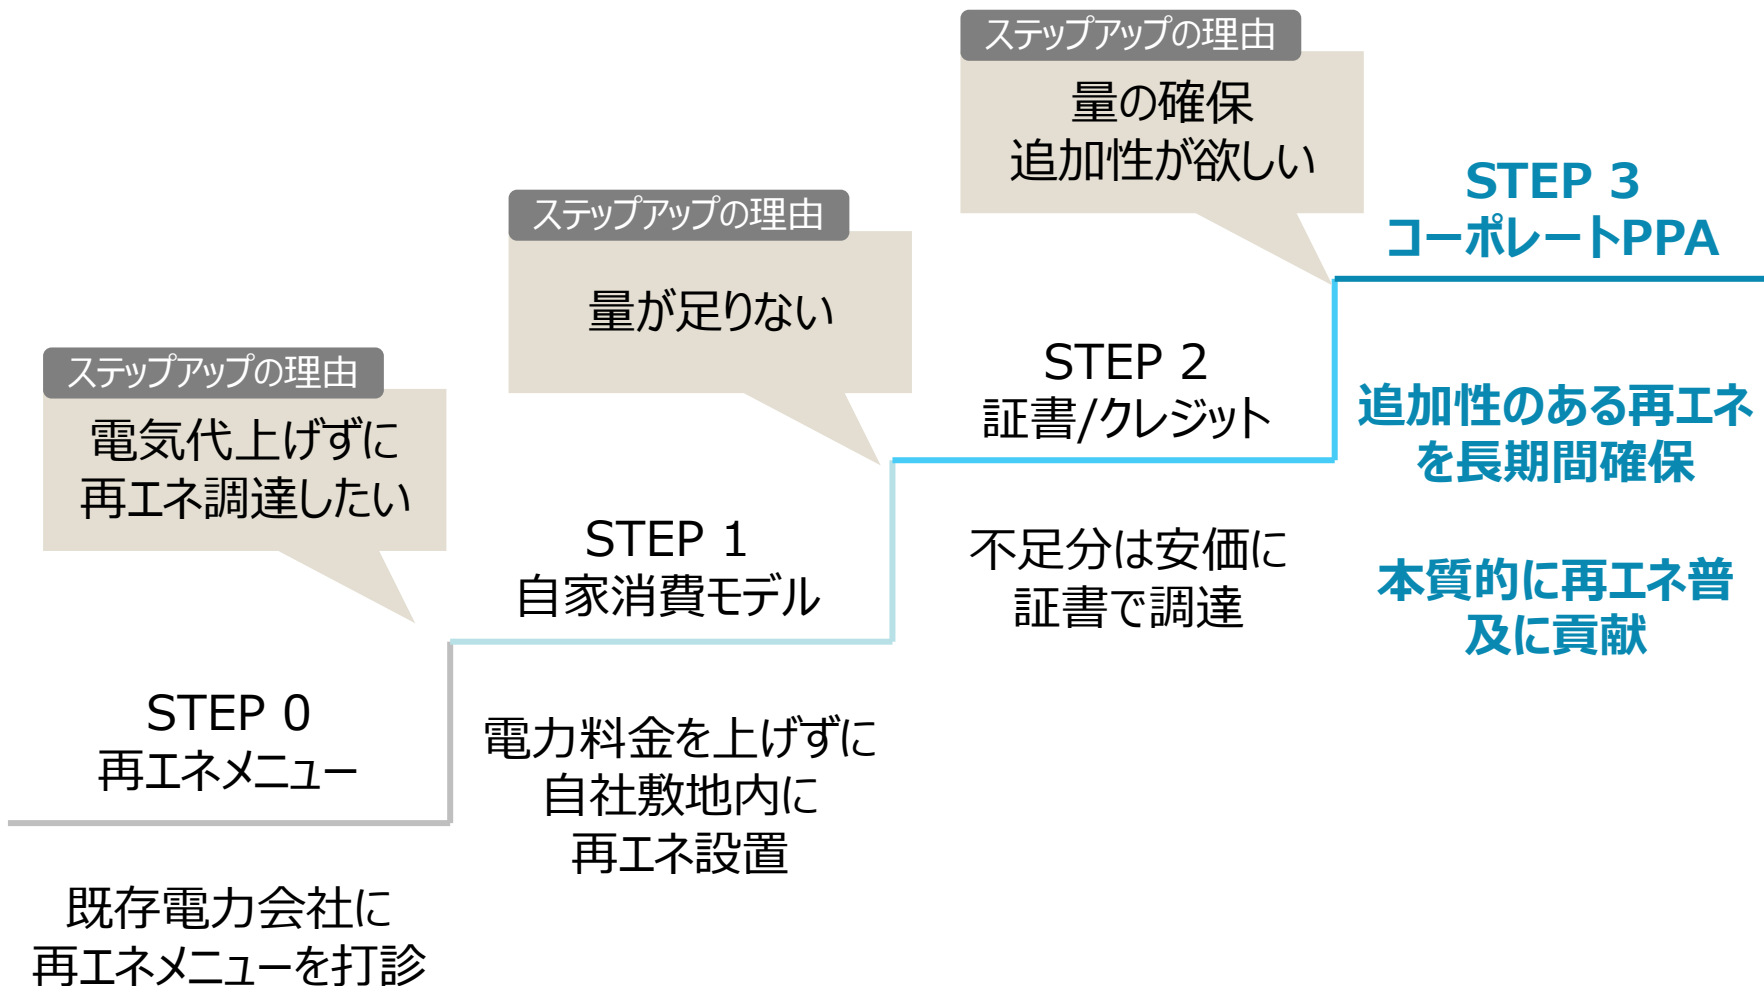 ステップアップの理由
電気代上げずに
再エネ調達したい
STEP 0
再エネメニュー
既存電力会社に
再エネメニューを打診
ステップアップの理由
量が足りない
STEP 1
自家消費モデル
電力料金を上げずに
自社敷地内に
再エネ設置
ステップアップの理由
量の確保
追加性が欲しい
STEP 2
証書/クレジット
不足分は安価に
証書で調達
STEP 3
コーポレートPPA
追加性のある再エネ
を長期間確保
本質的に再エネ普
及に貢献